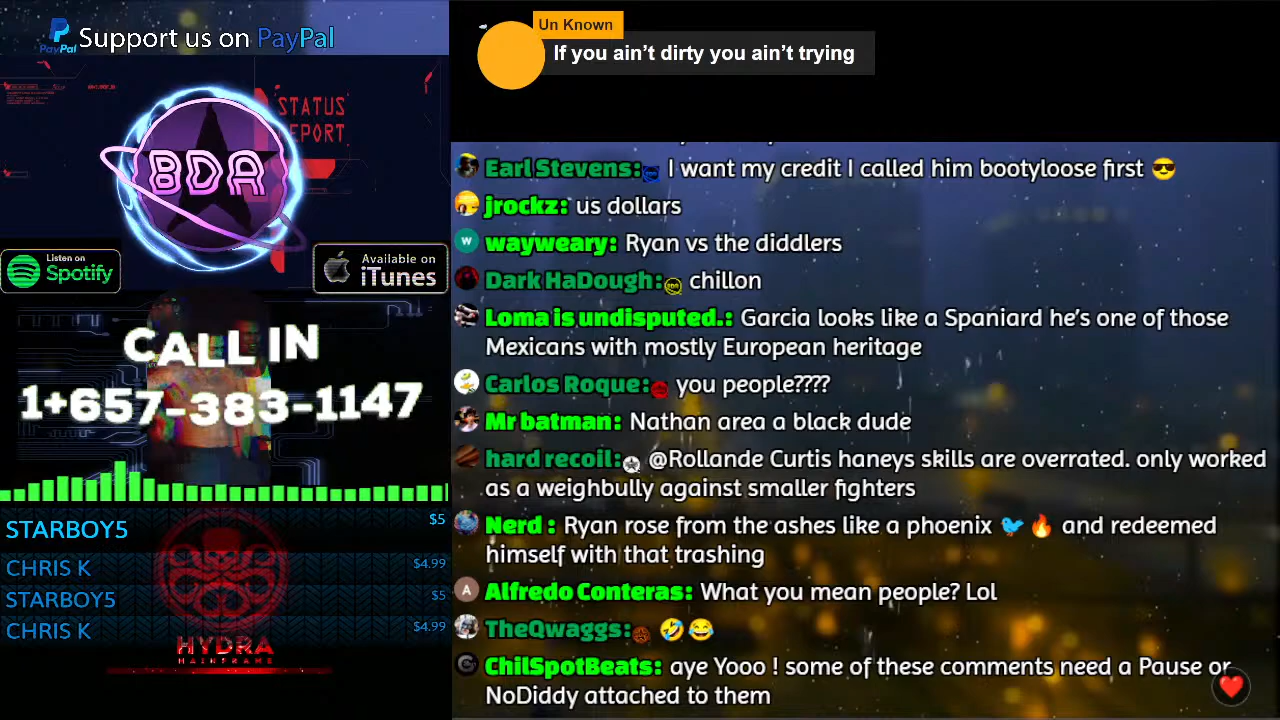 PayPal
Support us on PayPal
STATUS
REPORT
BDA
Listen on
Spotify
Available on
iTunes
CALL IN
1+657-383-1147
STARBOY5 $5
CHRIS K $4.99
STARBOY5 $5
CHRIS K $4.99
HYDRA
MAINFRAME
Un Known
If you ain’t dirty you ain’t trying
Earl Stevens: I want my credit I called him bootyloose first 😎
jrockz: us dollars
W wayweary: Ryan vs the diddlers
Dark HaDough: chillon
Loma is undisputed.: Garcia looks like a Spaniard he’s one of those
Mexicans with mostly European heritage
Carlos Roque: you people????
Mr batman: Nathan area a black dude
hard recoil: @Rollande Curtis haneys skills are overrated. only worked
as a weighbully against smaller fighters
Nerd : Ryan rose from the ashes like a phoenix 🐦🔥 and redeemed
himself with that trashing
A Alfredo Conteras: What you mean people? Lol
TheQwaggs: 🤣😂
ChilSpotBeats: aye Yooo ! some of these comments need a Pause or
NoDiddy attached to them